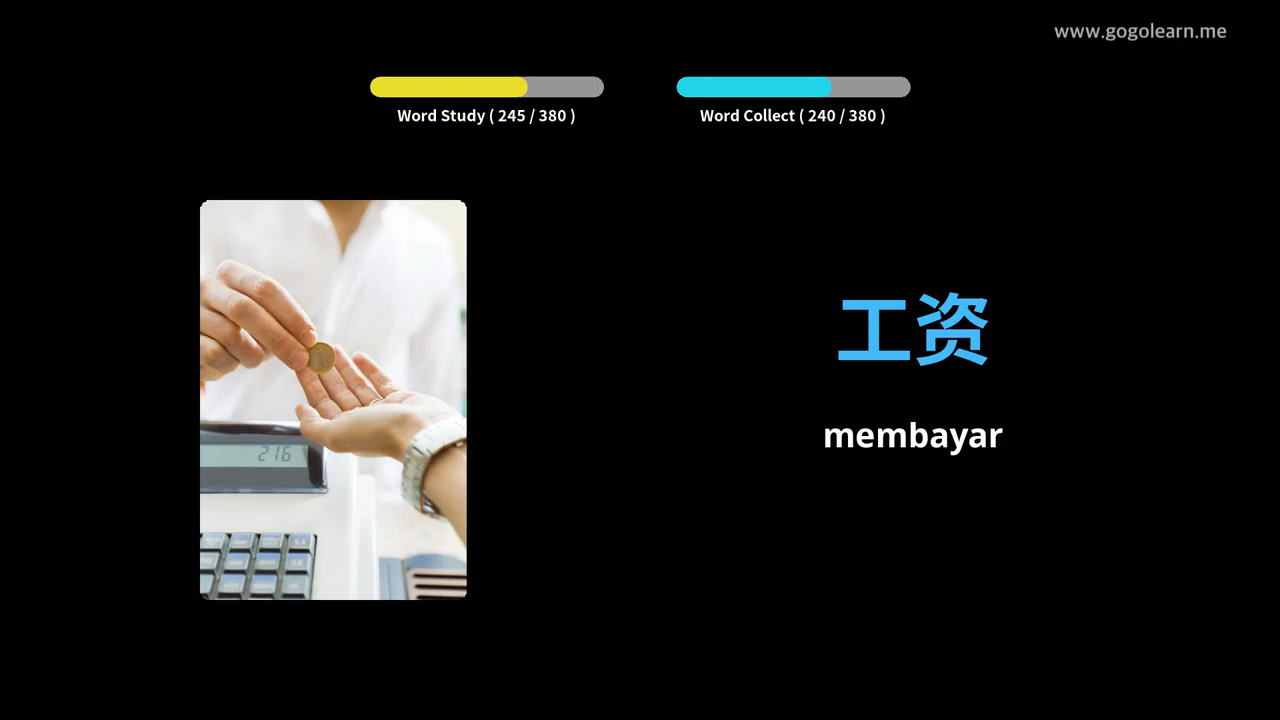 www.gogolearn.me
Word Study ( 245 / 380 )
Word Collect ( 240 / 380 )
216
工资
membayar